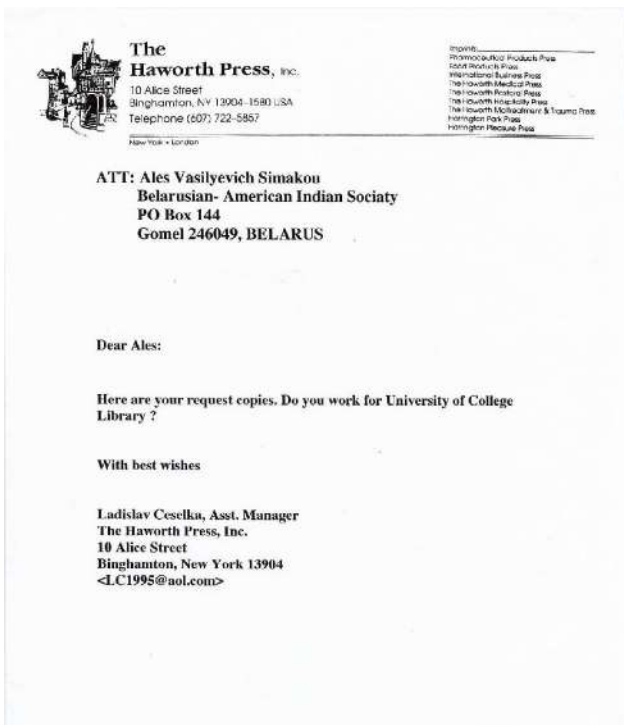 The
Haworth Press, Inc.
10 Alice Street
Binghamton, NY 13904-1580 USA
Telephone (607) 722-5857
New York • London
Imprints
Pharmaceutical Products Press
Food Products Press
International Business Press
The Haworth Medical Press
The Haworth Pastoral Press
The Haworth Hospitality Press
The Haworth Maltreatment & Trauma Press
Harrington Park Press
Harrington Pleasure Press
ATT: Ales Vasilyevich Simakou
Belarusian- American Indian Sociaty
PO Box 144
Gomel 246049, BELARUS
Dear Ales:
Here are your request copies. Do you work for University of College
Library ?
With best wishes
Ladislav Ceselka, Asst. Manager
The Haworth Press, Inc.
10 Alice Street
Binghamton, New York 13904
<LC1995@aol.com>